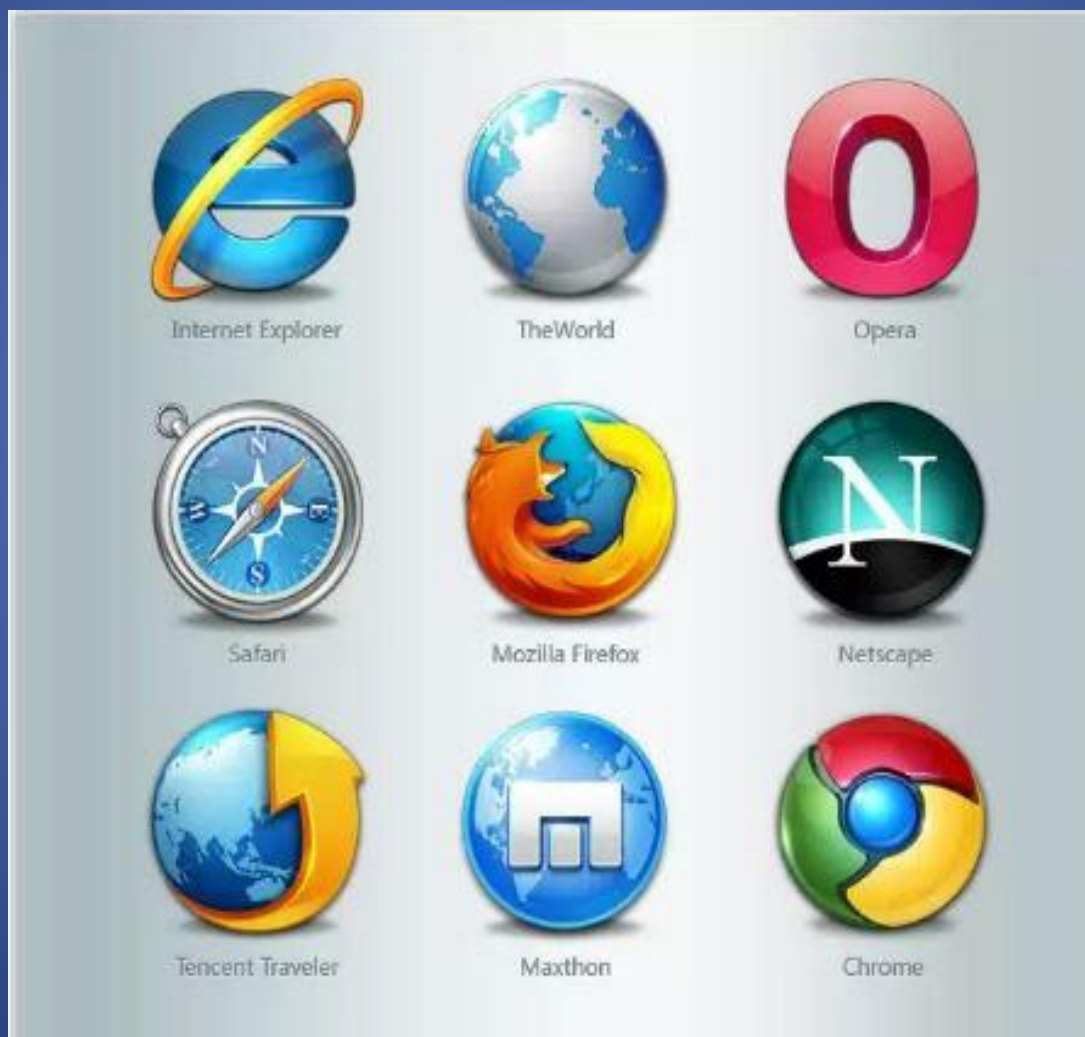 Internet Explorer
TheWorld
Opera
N
W
E
S
Safari
Mozilla Firefox
N
Netscape
Tencent Traveler
Maxthon
Chrome